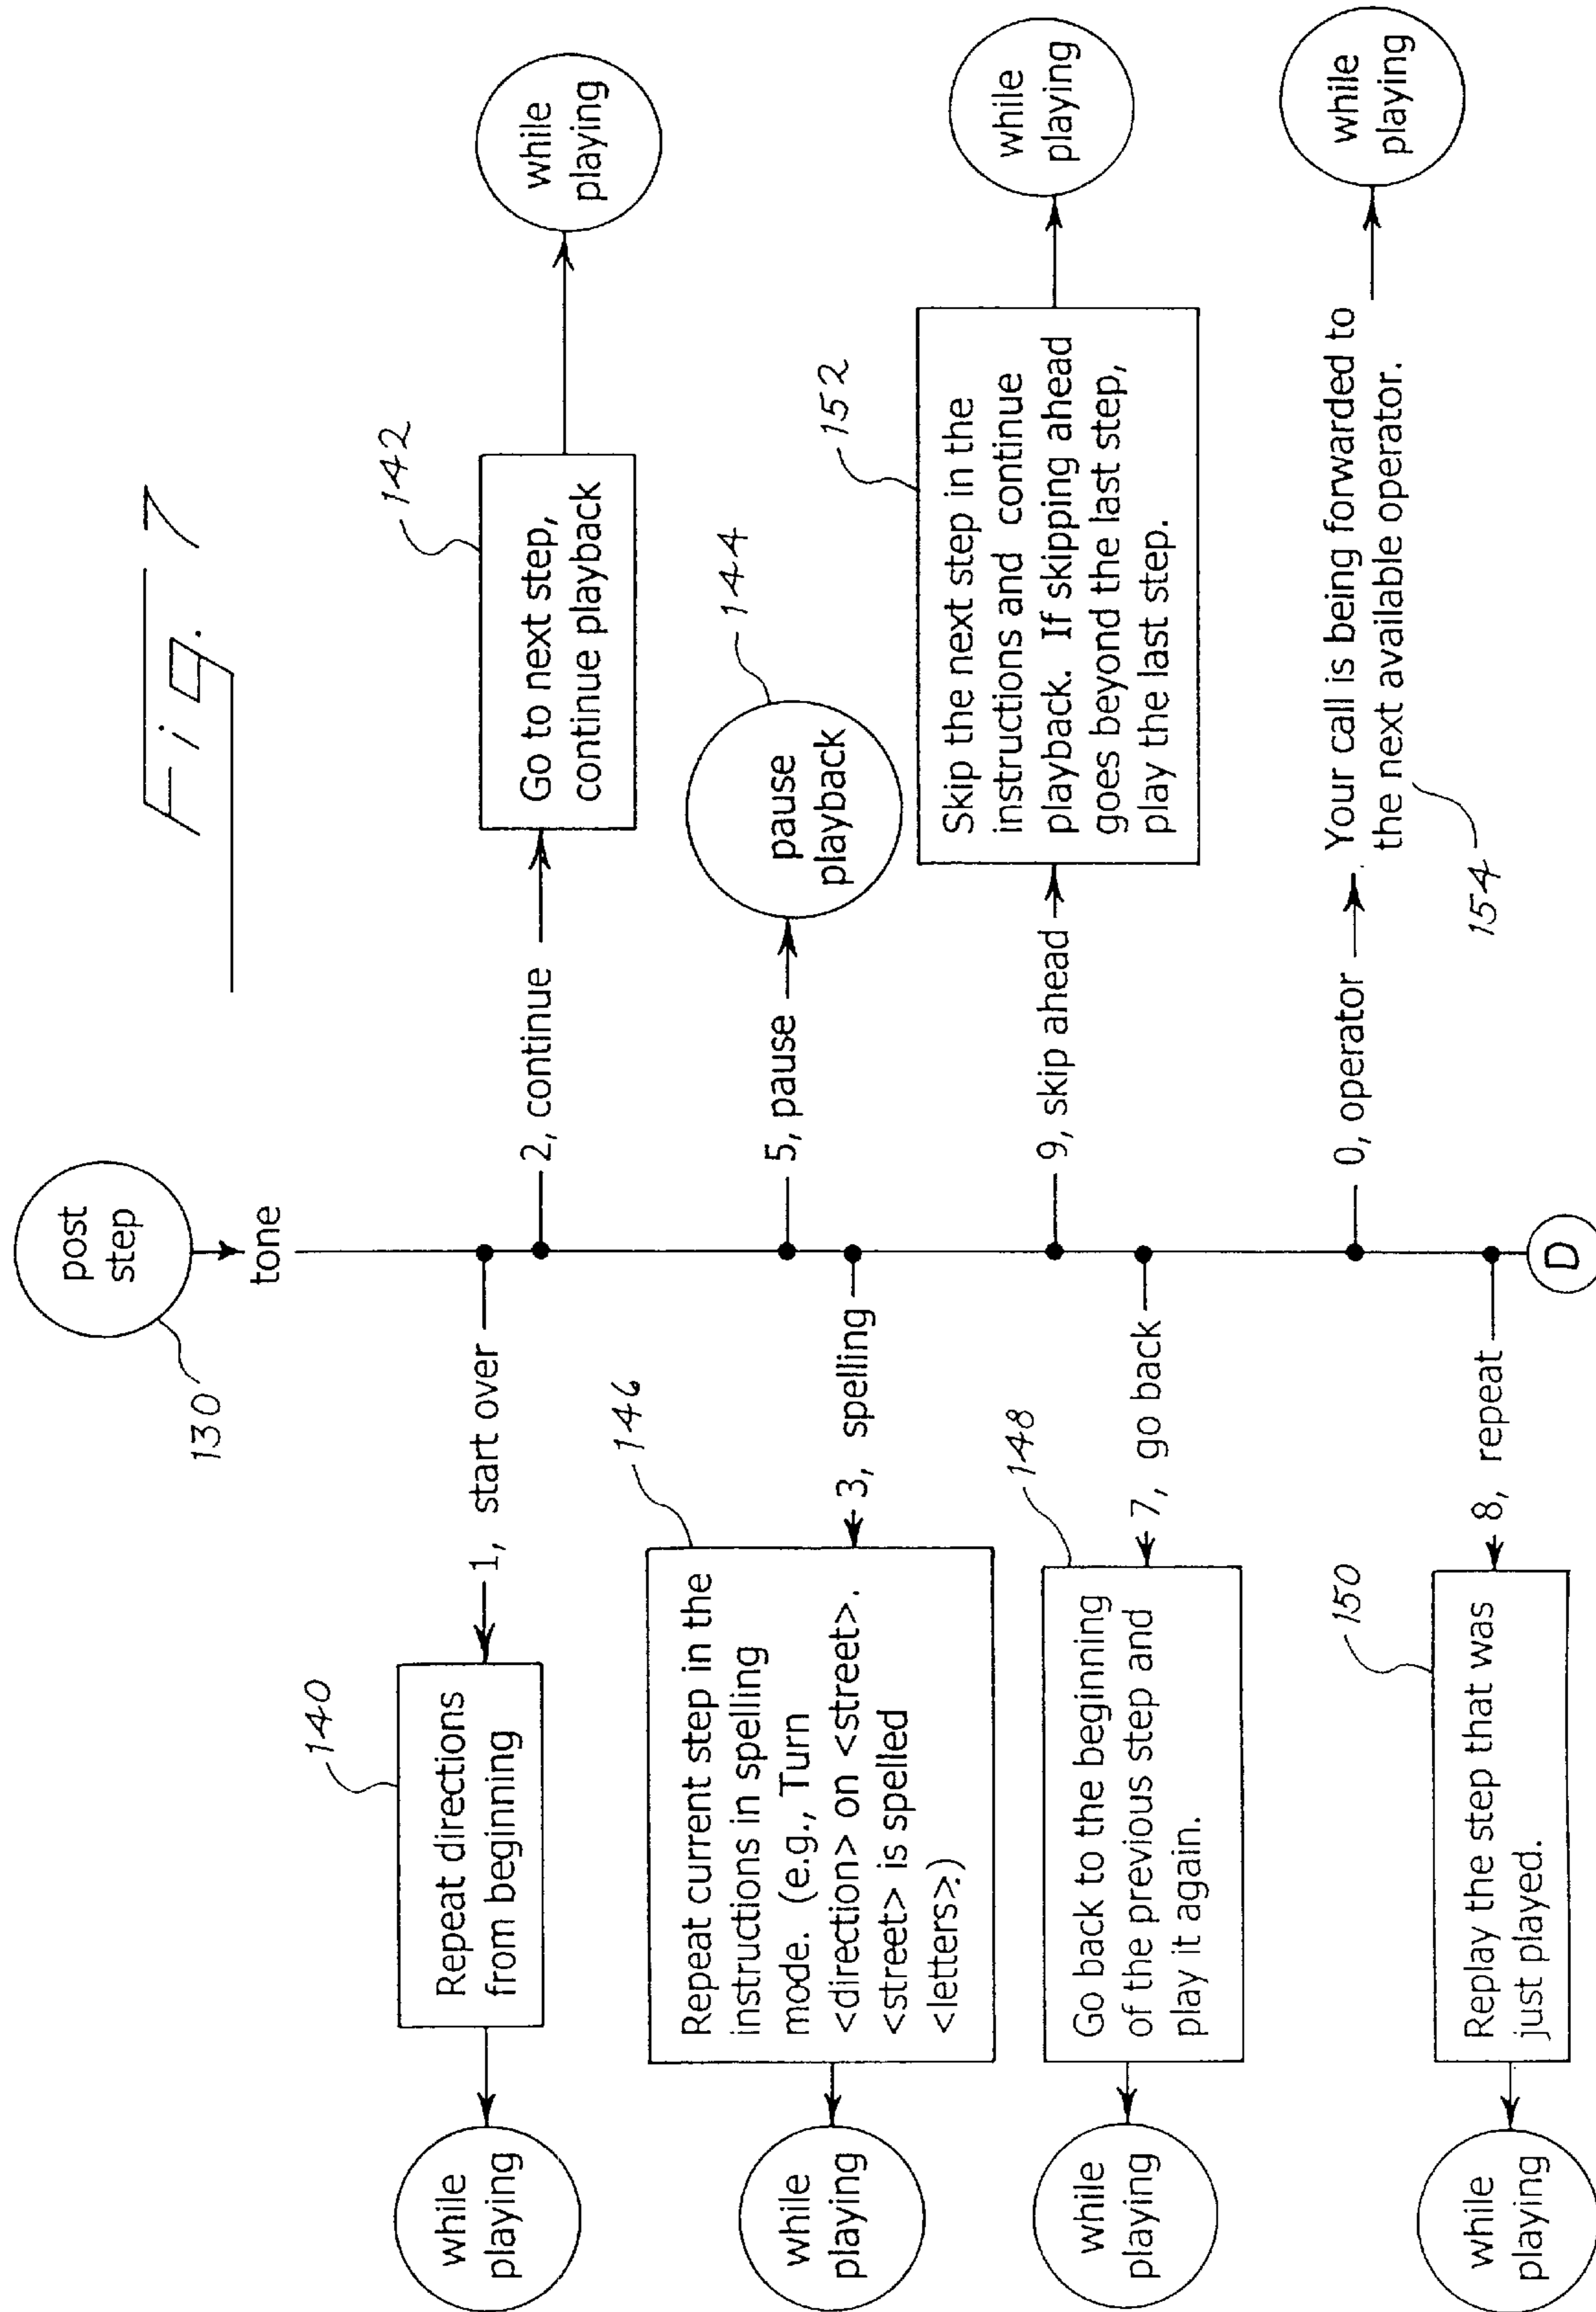 Fig. 7
post
step
130
tone
1, start over
140
Repeat directions
from beginning
while
playing
2, continue
142
Go to next step,
continue playback
while
playing
5, pause
pause
playback
144
3, spelling
146
Repeat current step in the
instructions in spelling
mode. (e.g., Turn
<direction> on <street>.
<street> is spelled
<letters>.)
while
playing
9, skip ahead
152
Skip the next step in the
instructions and continue
playback. If skipping ahead
goes beyond the last step,
play the last step.
while
playing
7, go back
148
Go back to the beginning
of the previous step and
play it again.
while
playing
0, operator
Your call is being forwarded to
the next available operator.
154
while
playing
8, repeat
150
Replay the step that was
just played.
while
playing
D